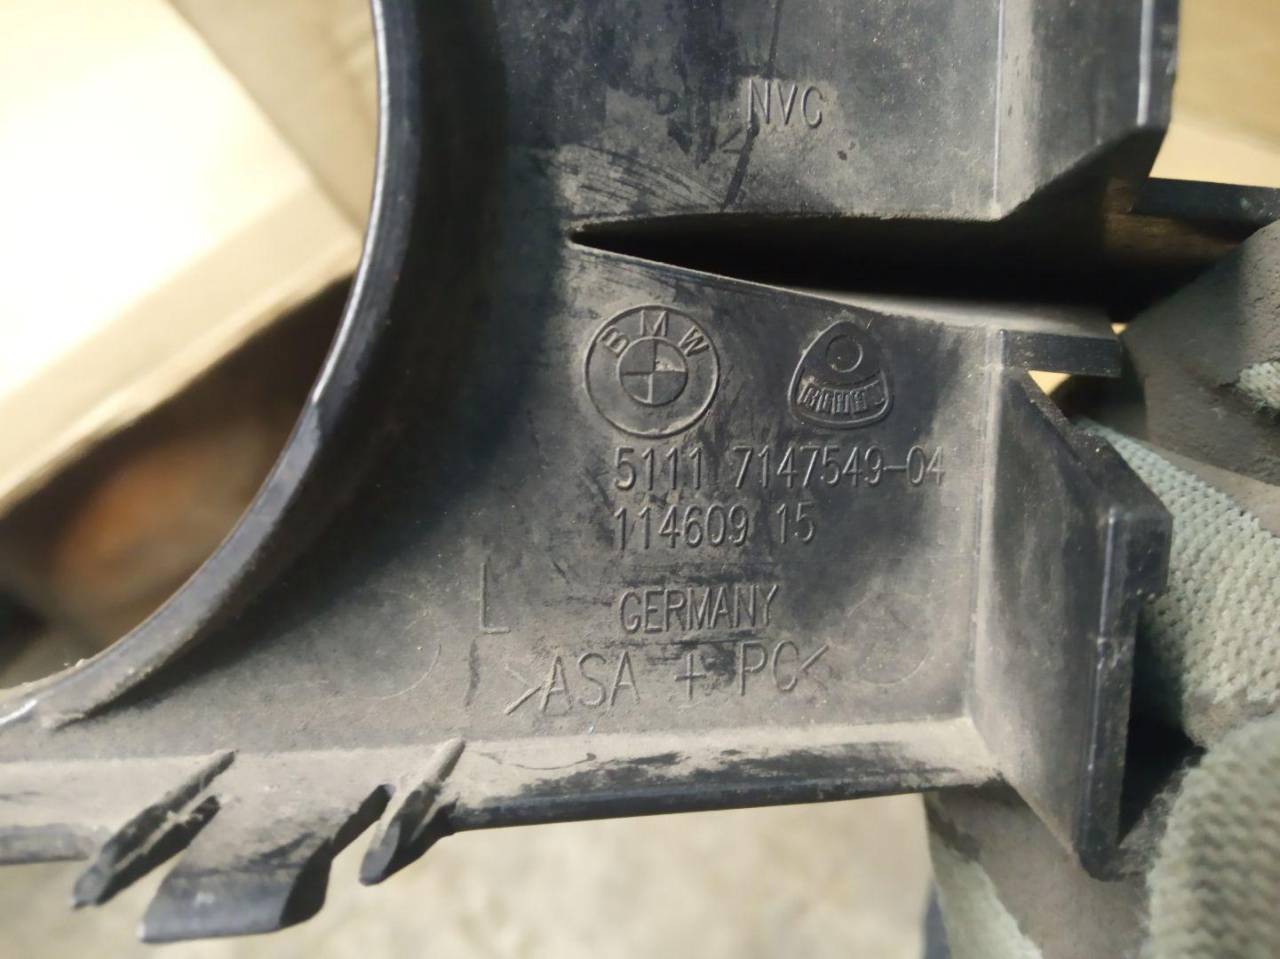 NVC
BMW
5111 7147549-04
114609 15
L
GERMANY
>ASA + PC<